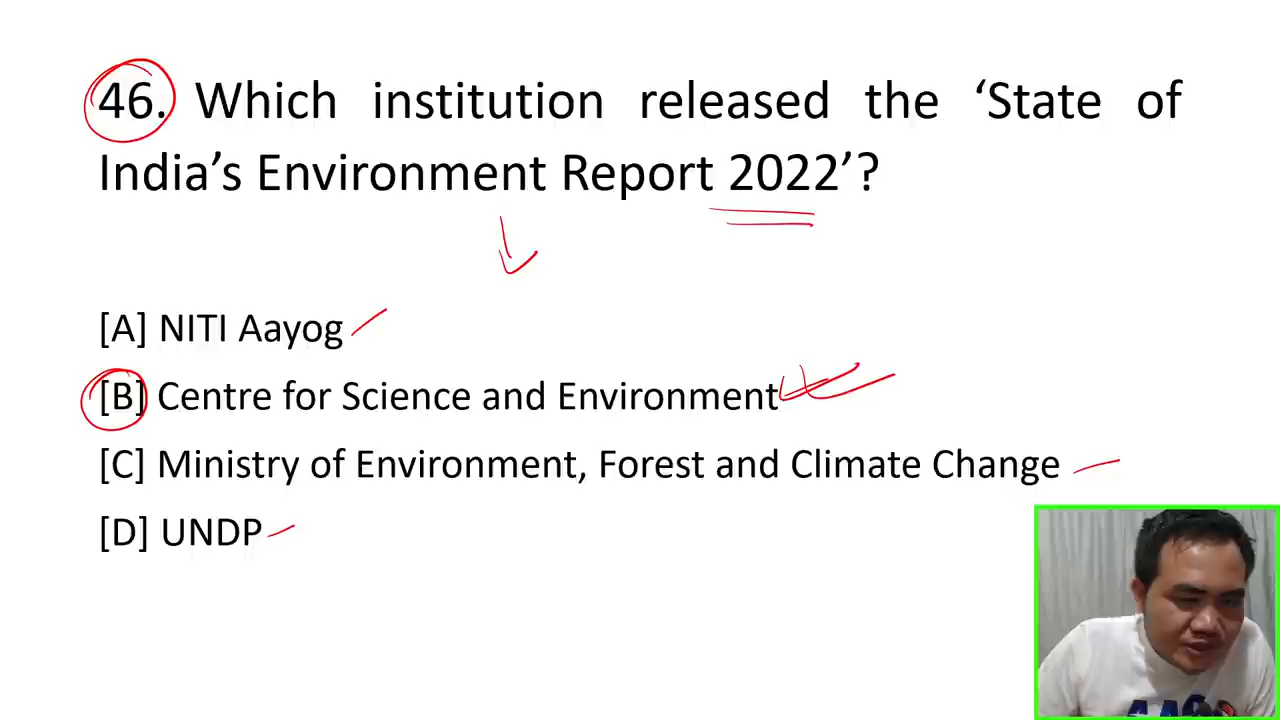 46. Which institution released the ‘State of
India’s Environment Report 2022’?
[A] NITI Aayog
[B] Centre for Science and Environment
[C] Ministry of Environment, Forest and Climate Change
[D] UNDP